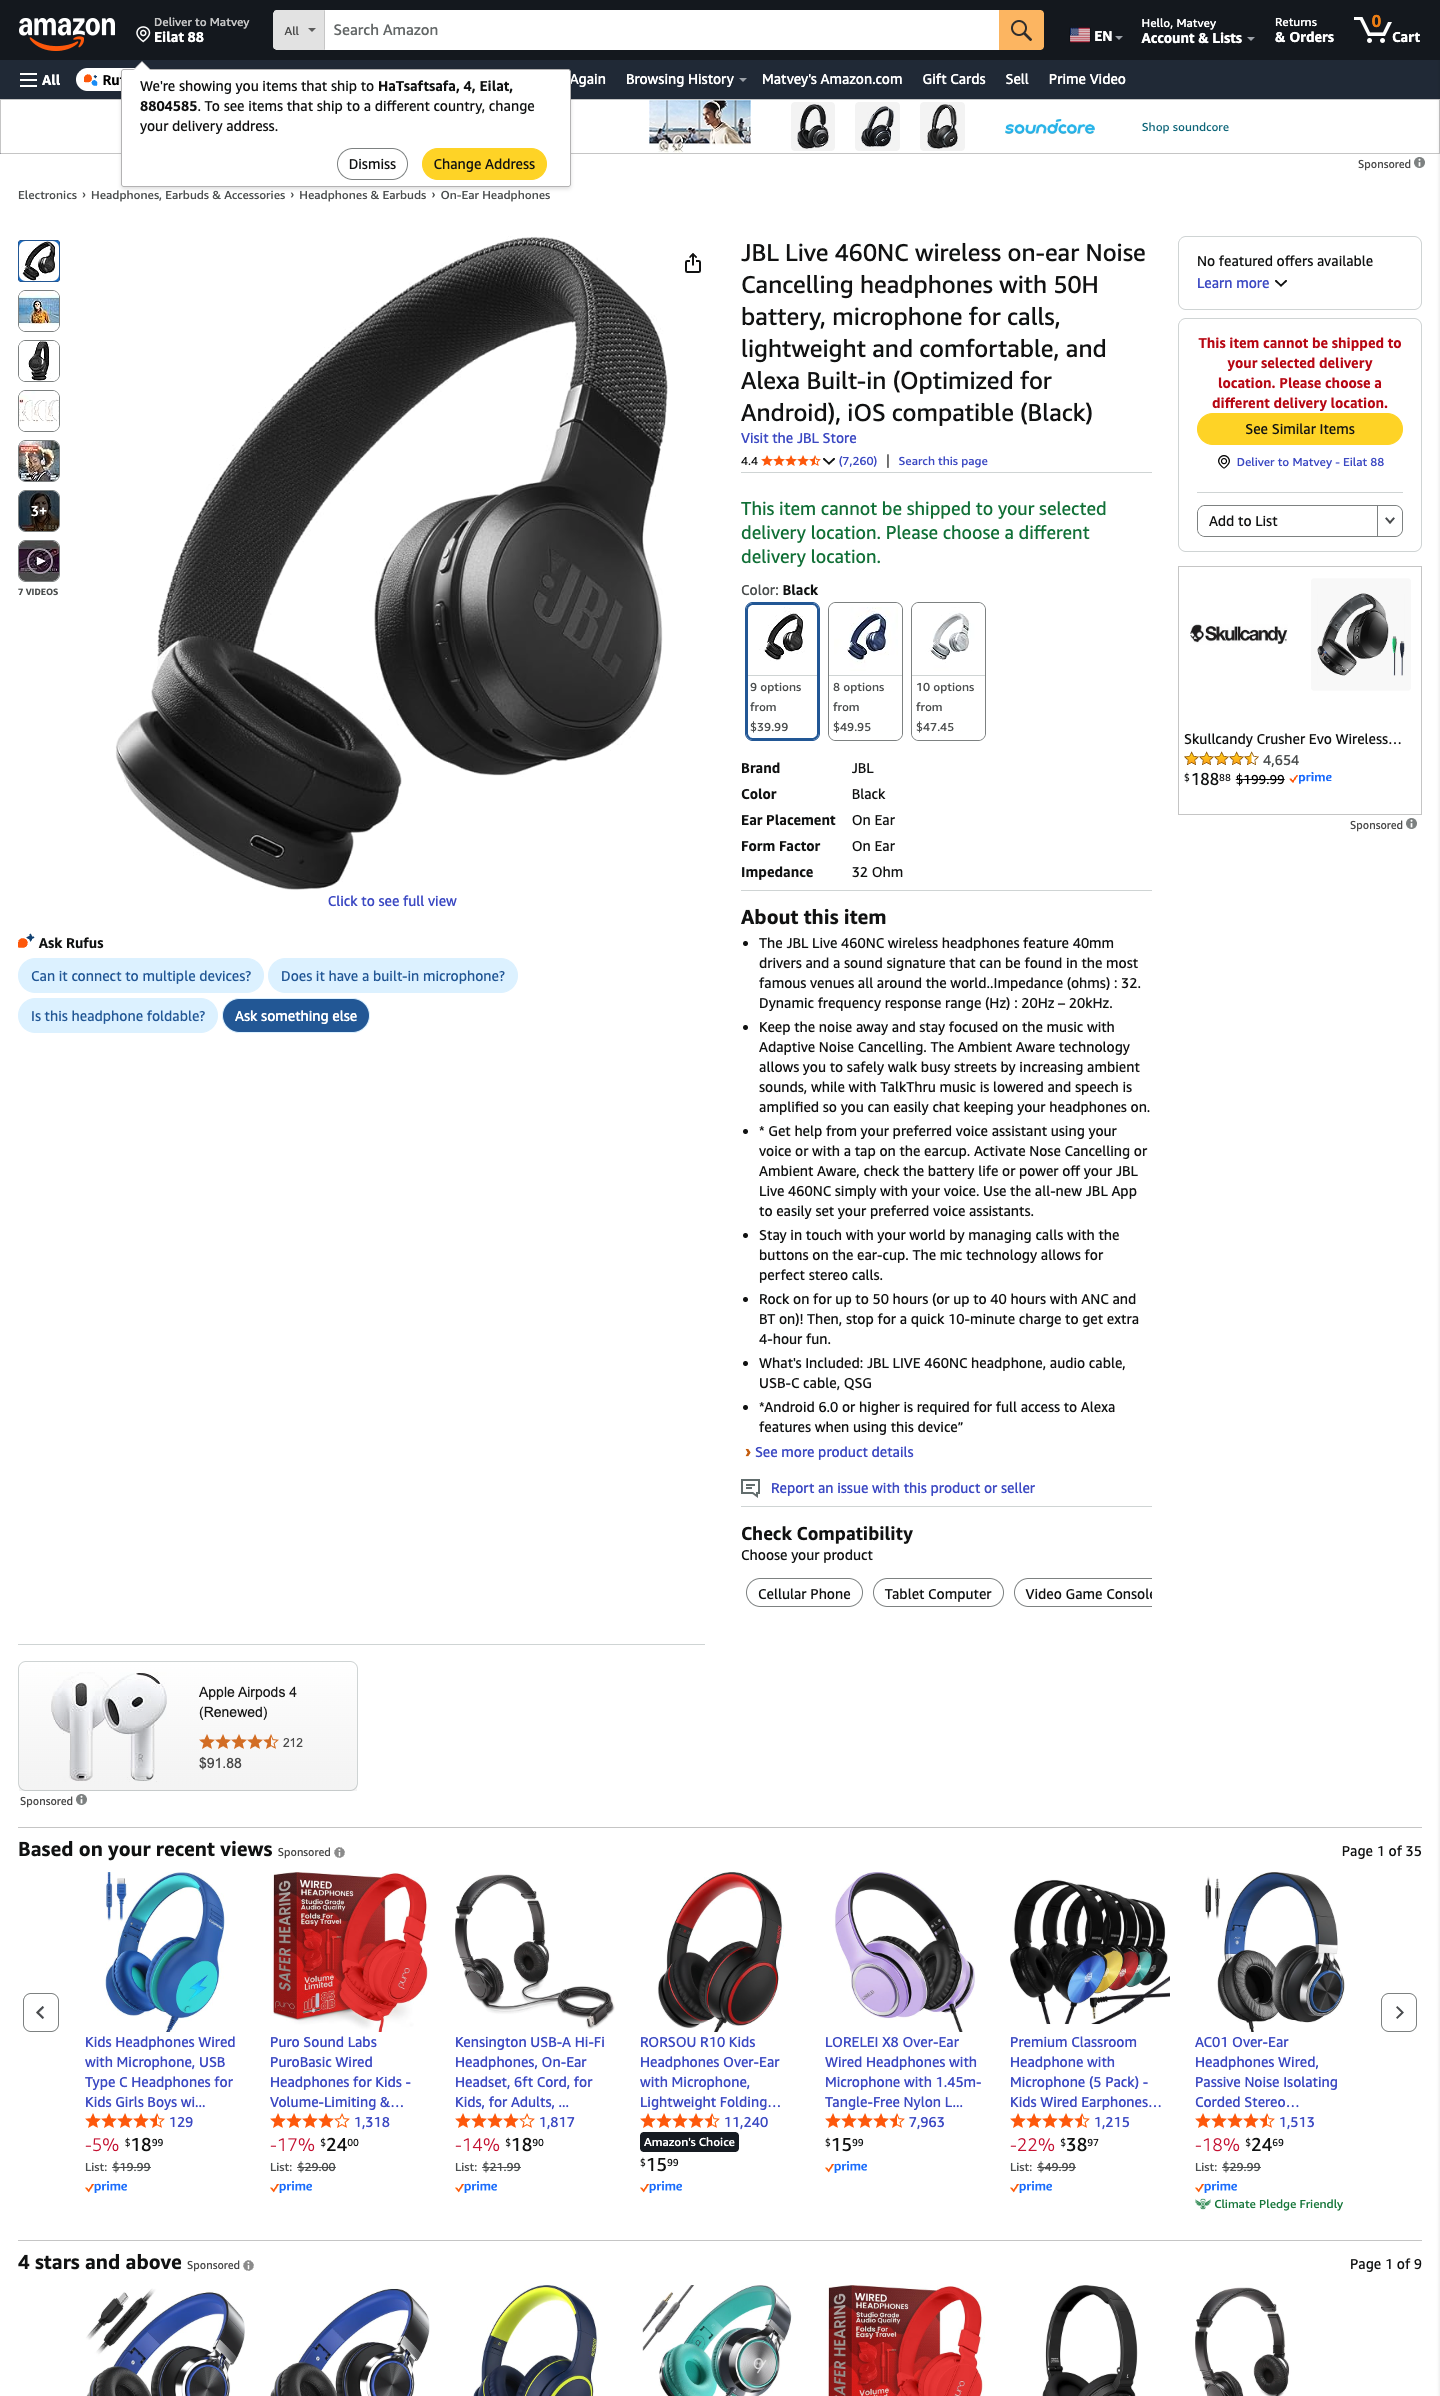 amazon
Deliver to Matvey
Eilat 88
All
Search Amazon
EN
Hello, Matvey
Account & Lists
Returns
& Orders
0
Cart
All
Ru
Again
Browsing History
Matvey's Amazon.com
Gift Cards
Sell
Prime Video
We're showing you items that ship to HaTsaftsafa, 4, Eilat,
8804585. To see items that ship to a different country, change
your delivery address.
Dismiss
Change Address
soundcore
Shop soundcore
Sponsored
Electronics › Headphones, Earbuds & Accessories › Headphones & Earbuds › On-Ear Headphones
3+
7 VIDEOS
JBL
Click to see full view
Ask Rufus
Can it connect to multiple devices?
Does it have a built-in microphone?
Is this headphone foldable?
Ask something else
JBL Live 460NC wireless on-ear Noise
Cancelling headphones with 50H
battery, microphone for calls,
lightweight and comfortable, and
Alexa Built-in (Optimized for
Android), iOS compatible (Black)
Visit the JBL Store
4.4 (7,260) | Search this page
This item cannot be shipped to your selected
delivery location. Please choose a different
delivery location.
Color: Black
9 options
from
$39.99
8 options
from
$49.95
10 options
from
$47.45
Brand JBL
Color Black
Ear Placement On Ear
Form Factor On Ear
Impedance 32 Ohm
About this item
• The JBL Live 460NC wireless headphones feature 40mm
drivers and a sound signature that can be found in the most
famous venues all around the world..Impedance (ohms) : 32.
Dynamic frequency response range (Hz) : 20Hz – 20kHz.
• Keep the noise away and stay focused on the music with
Adaptive Noise Cancelling. The Ambient Aware technology
allows you to safely walk busy streets by increasing ambient
sounds, while with TalkThru music is lowered and speech is
amplified so you can easily chat keeping your headphones on.
• * Get help from your preferred voice assistant using your
voice or with a tap on the earcup. Activate Nose Cancelling or
Ambient Aware, check the battery life or power off your JBL
Live 460NC simply with your voice. Use the all-new JBL App
to easily set your preferred voice assistants.
• Stay in touch with your world by managing calls with the
buttons on the ear-cup. The mic technology allows for
perfect stereo calls.
• Rock on for up to 50 hours (or up to 40 hours with ANC and
BT on)! Then, stop for a quick 10-minute charge to get extra
4-hour fun.
• What's Included: JBL LIVE 460NC headphone, audio cable,
USB-C cable, QSG
• *Android 6.0 or higher is required for full access to Alexa
features when using this device”
› See more product details
Report an issue with this product or seller
Check Compatibility
Choose your product
Cellular Phone
Tablet Computer
Video Game Console
No featured offers available
Learn more
This item cannot be shipped to
your selected delivery
location. Please choose a
different delivery location.
See Similar Items
Deliver to Matvey - Eilat 88
Add to List
Skullcandy
Skullcandy Crusher Evo Wireless...
4,654
$188.88 $199.99 prime
Sponsored
Apple Airpods 4
(Renewed)
212
$91.88
Sponsored
Based on your recent views Sponsored
Page 1 of 35
Kids Headphones Wired
with Microphone, USB
Type C Headphones for
Kids Girls Boys wi...
129
-5% $18.99
List: $19.99
prime
SAFER HEARING
WIRED
HEADPHONES
Studio Grade
Audio Quality
Folds For
Easy Travel
Volume
Limited
puro
Puro Sound Labs
PuroBasic Wired
Headphones for Kids -
Volume-Limiting &...
1,318
-17% $24.00
List: $29.00
prime
Kensington USB-A Hi-Fi
Headphones, On-Ear
Headset, 6ft Cord, for
Kids, for Adults, ...
1,817
-14% $18.90
List: $21.99
prime
RORSOU R10 Kids
Headphones Over-Ear
with Microphone,
Lightweight Folding...
11,240
Amazon's Choice
$15.99
prime
LORELEI X8 Over-Ear
Wired Headphones with
Microphone with 1.45m-
Tangle-Free Nylon L...
7,963
$15.99
prime
Premium Classroom
Headphone with
Microphone (5 Pack) -
Kids Wired Earphones...
1,215
-22% $38.97
List: $49.99
prime
AC01 Over-Ear
Headphones Wired,
Passive Noise Isolating
Corded Stereo...
1,513
-18% $24.69
List: $29.99
prime
Climate Pledge Friendly
4 stars and above Sponsored
Page 1 of 9
SAFER HEARING
WIRED
HEADPHONES
Studio Grade
Audio Quality
Folds For
Easy Travel
Volume